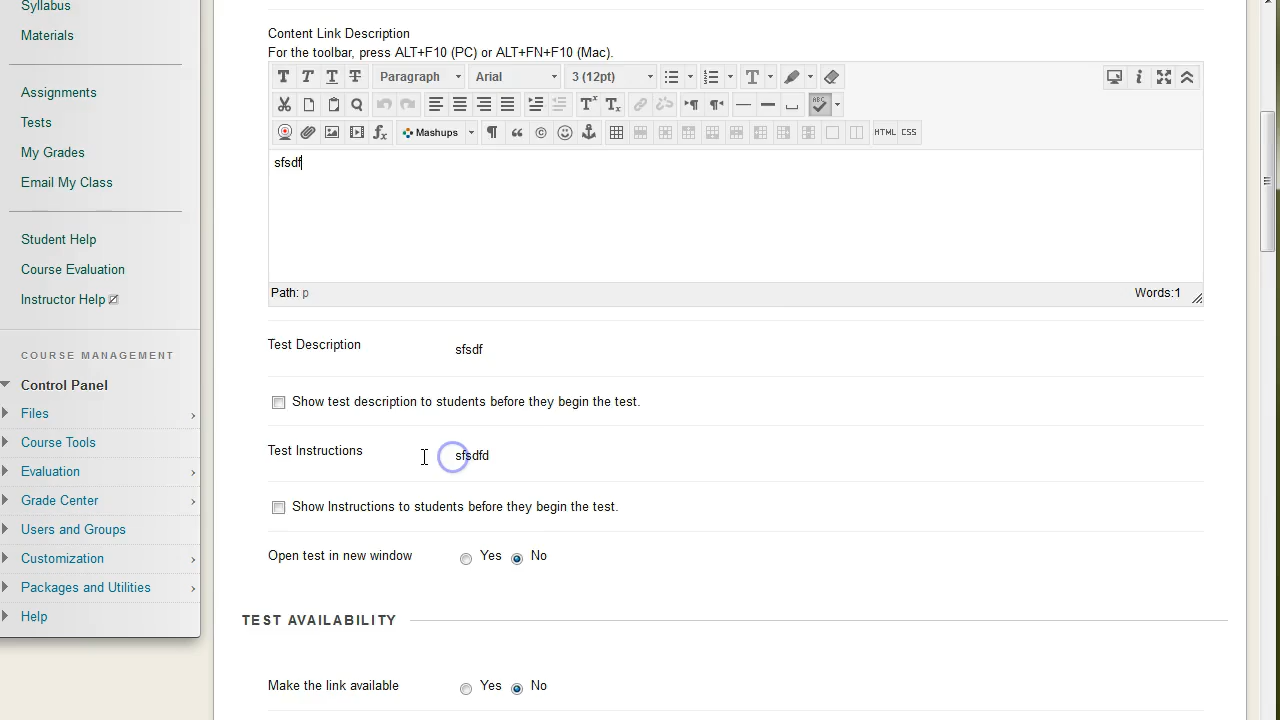 Syllabus
Materials
Assignments
Tests
My Grades
Email My Class
Student Help
Course Evaluation
Instructor Help
COURSE MANAGEMENT
Control Panel
Files
Course Tools
Evaluation
Grade Center
Users and Groups
Customization
Packages and Utilities
Help
Content Link Description
For the toolbar, press ALT+F10 (PC) or ALT+FN+F10 (Mac).
T T T T Paragraph Arial 3 (12pt) T
ABC
fx Mashups HTML CSS
sfsdf
Path: p Words:1
Test Description sfsdf
Show test description to students before they begin the test.
Test Instructions sfsdfd
Show Instructions to students before they begin the test.
Open test in new window Yes No
TEST AVAILABILITY
Make the link available Yes No